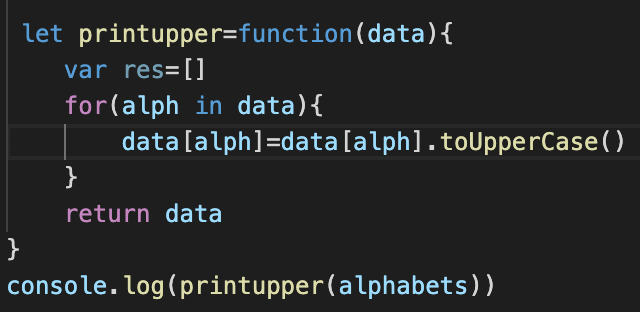 let printupper=function(data){
var res=[]
for(alph in data){
data[alph]=data[alph].toUpperCase()
}
return data
}
console.log(printupper(alphabets))